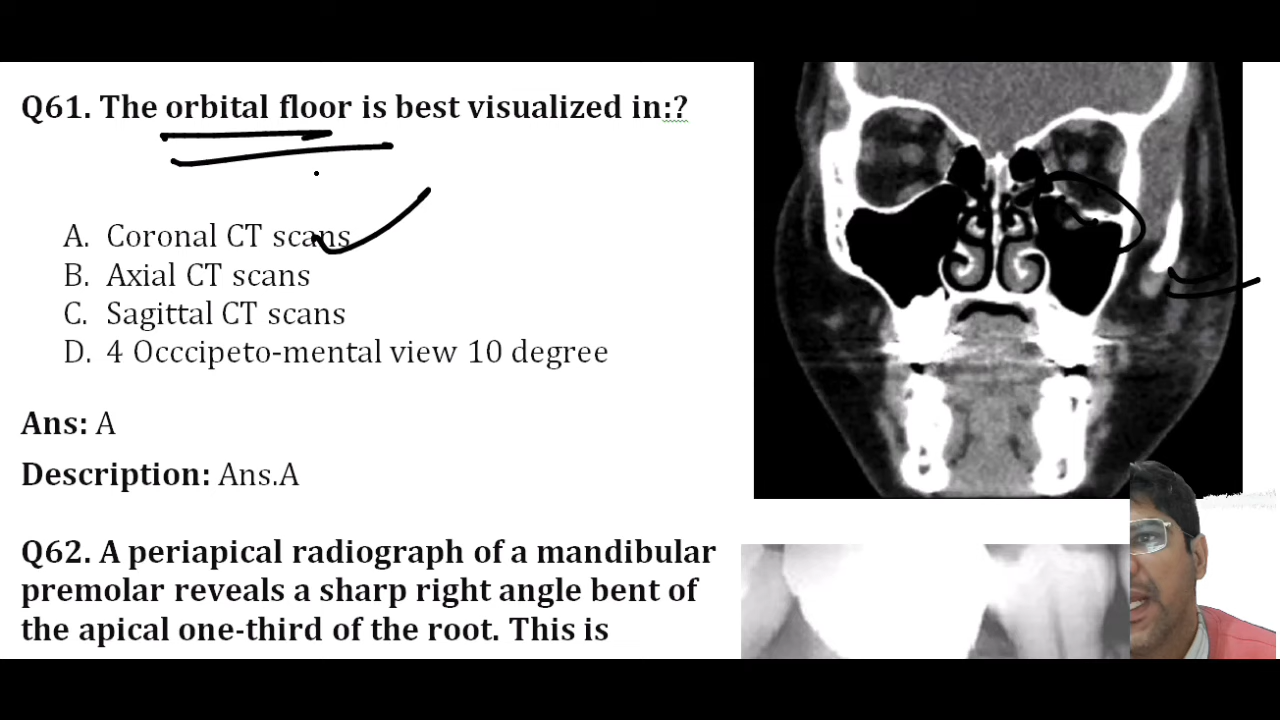 Q61. The orbital floor is best visualized in:?
A. Coronal CT scans
B. Axial CT scans
C. Sagittal CT scans
D. 4 Occcipeto-mental view 10 degree
Ans: A
Description: Ans.A
Q62. A periapical radiograph of a mandibular
premolar reveals a sharp right angle bent of
the apical one-third of the root. This is